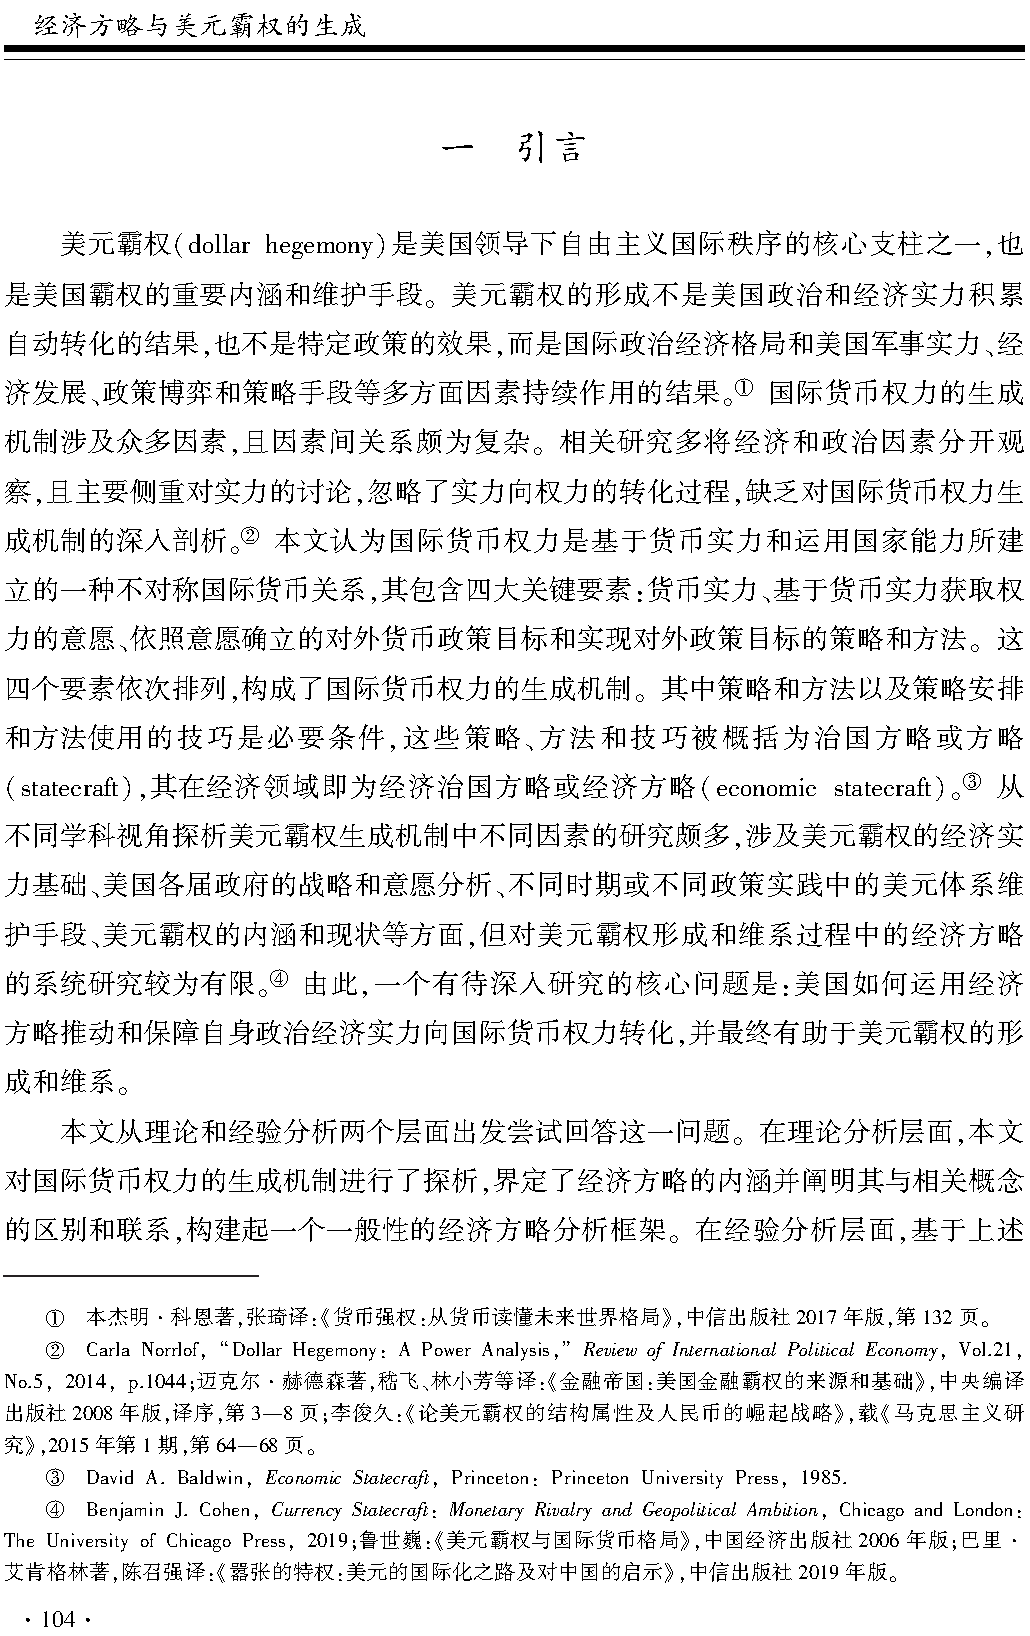 经济方略与美元霸权的生成
一 引言
美元霸权(dollar hegemony)是美国领导下自由主义国际秩序的核心支柱之一,也
是美国霸权的重要内涵和维护手段。美元霸权的形成不是美国政治和经济实力积累
自动转化的结果,也不是特定政策的效果,而是国际政治经济格局和美国军事实力、经
济发展、政策博弈和策略手段等多方面因素持续作用的结果。① 国际货币权力的生成
机制涉及众多因素,且因素间关系颇为复杂。相关研究多将经济和政治因素分开观
察,且主要侧重对实力的讨论,忽略了实力向权力的转化过程,缺乏对国际货币权力生
成机制的深入剖析。② 本文认为国际货币权力是基于货币实力和运用国家能力所建
立的一种不对称国际货币关系,其包含四大关键要素:货币实力、基于货币实力获取权
力的意愿、依照意愿确立的对外货币政策目标和实现对外政策目标的策略和方法。这
四个要素依次排列,构成了国际货币权力的生成机制。其中策略和方法以及策略安排
和方法使用的技巧是必要条件,这些策略、方法和技巧被概括为治国方略或方略
(statecraft),其在经济领域即为经济治国方略或经济方略(economic statecraft)。③ 从
不同学科视角探析美元霸权生成机制中不同因素的研究颇多,涉及美元霸权的经济实
力基础、美国各届政府的战略和意愿分析、不同时期或不同政策实践中的美元体系维
护手段、美元霸权的内涵和现状等方面,但对美元霸权形成和维系过程中的经济方略
的系统研究较为有限。④ 由此,一个有待深入研究的核心问题是:美国如何运用经济
方略推动和保障自身政治经济实力向国际货币权力转化,并最终有助于美元霸权的形
成和维系。
本文从理论和经验分析两个层面出发尝试回答这一问题。在理论分析层面,本文
对国际货币权力的生成机制进行了探析,界定了经济方略的内涵并阐明其与相关概念
的区别和联系,构建起一个一般性的经济方略分析框架。在经验分析层面,基于上述
① 本杰明·科恩著,张琦译:《货币强权:从货币读懂未来世界格局》,中信出版社 2017 年版,第 132 页。
② Carla Norrlof, “Dollar Hegemony: A Power Analysis,” Review of International Political Economy, Vol.21,
No.5, 2014, p.1044;迈克尔·赫德森著,嵇飞、林小芳等译:《金融帝国:美国金融霸权的来源和基础》,中央编译
出版社 2008 年版,译序,第 3—8 页;李俊久:《论美元霸权的结构属性及人民币的崛起战略》,载《马克思主义研
究》,2015 年第 1 期,第 64—68 页。
③ David A. Baldwin, Economic Statecraft, Princeton: Princeton University Press, 1985.
④ Benjamin J. Cohen, Currency Statecraft: Monetary Rivalry and Geopolitical Ambition, Chicago and London:
The University of Chicago Press, 2019;鲁世巍:《美元霸权与国际货币格局》,中国经济出版社 2006 年版;巴里·
艾肯格林著,陈召强译:《嚣张的特权:美元的国际化之路及对中国的启示》,中信出版社 2019 年版。
·104·